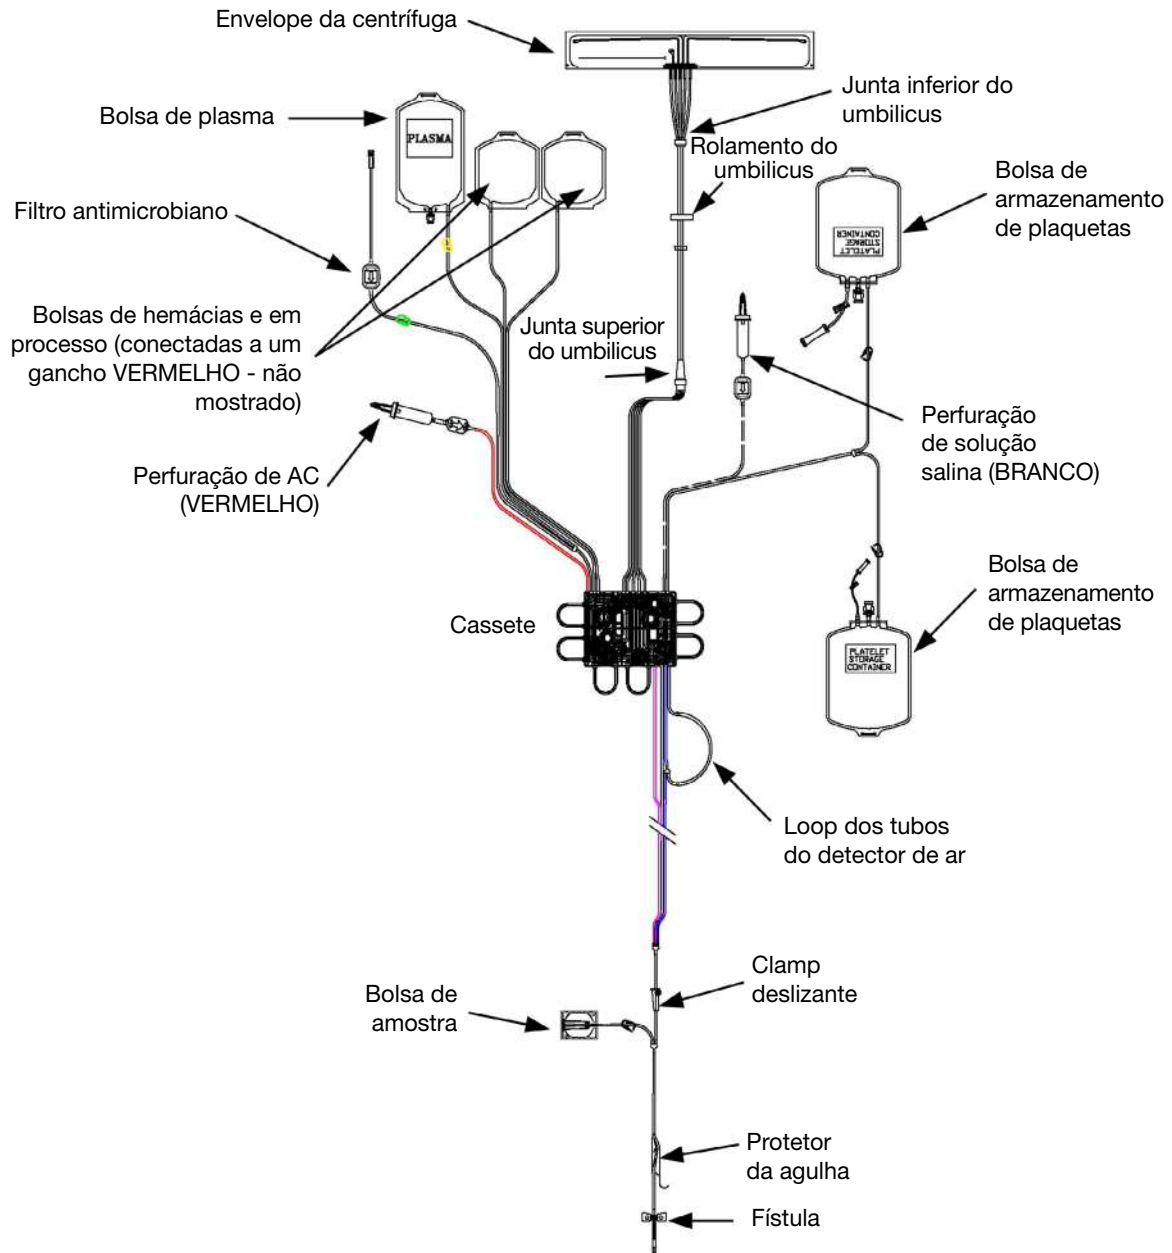 Envelope da centrífuga
Bolsa de plasma
PLASMA
Filtro antimicrobiano
Bolsas de hemácias e em
processo (conectadas a um
gancho VERMELHO - não
mostrado)
Perfuração de AC
(VERMELHO)
Junta inferior do
umbilicus
Rolamento do
umbilicus
Junta superior
do umbilicus
Bolsa de
armazenamento
de plaquetas
PLATELET
STORAGE
CONTAINER
Perfuração
de solução
salina (BRANCO)
Cassete
Bolsa de
armazenamento
de plaquetas
PLATELET
STORAGE
CONTAINER
Loop dos tubos
do detector de ar
Clamp
deslizante
Bolsa de
amostra
Protetor
da agulha
Fístula